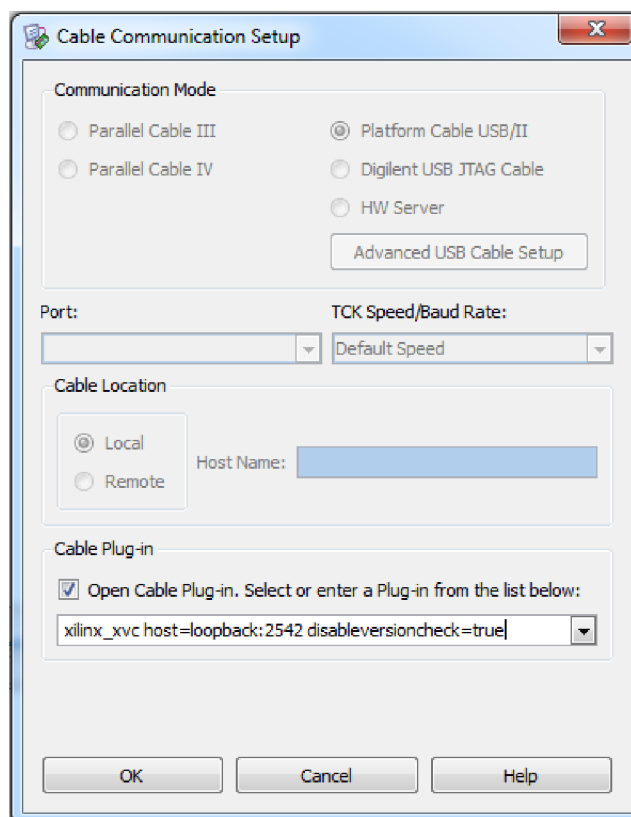 Cable Communication Setup
Communication Mode
Parallel Cable III
Platform Cable USB/II
Parallel Cable IV
Digilent USB JTAG Cable
HW Server
Advanced USB Cable Setup
Port:
TCK Speed/Baud Rate:
Default Speed
Cable Location
Local
Host Name:
Remote
Cable Plug-in
Open Cable Plug-in. Select or enter a Plug-in from the list below:
xilinx_xvc host=loopback:2542 disableversioncheck=true
OK
Cancel
Help